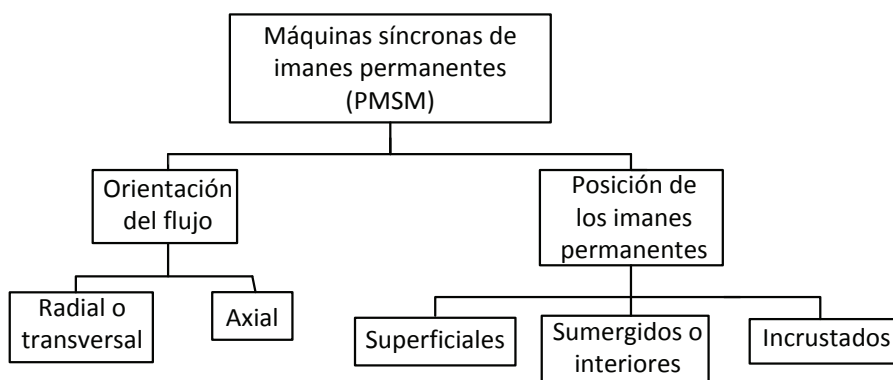 Máquinas síncronas de
imanes permanentes
(PMSM)
Orientación
del flujo
Posición de
los imanes
permanentes
Radial o
transversal
Axial
Superficiales
Sumergidos o
interiores
Incrustados